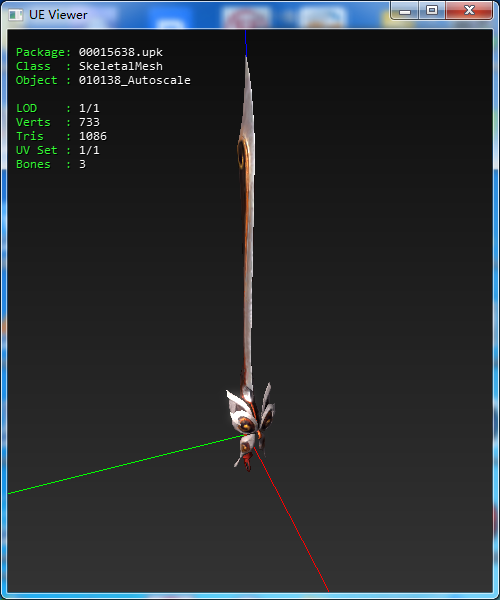 UE Viewer
Package: 00015638.upk
Class : SkeletalMesh
Object : 010138_Autoscale
LOD : 1/1
Verts : 733
Tris : 1086
UV Set : 1/1
Bones : 3